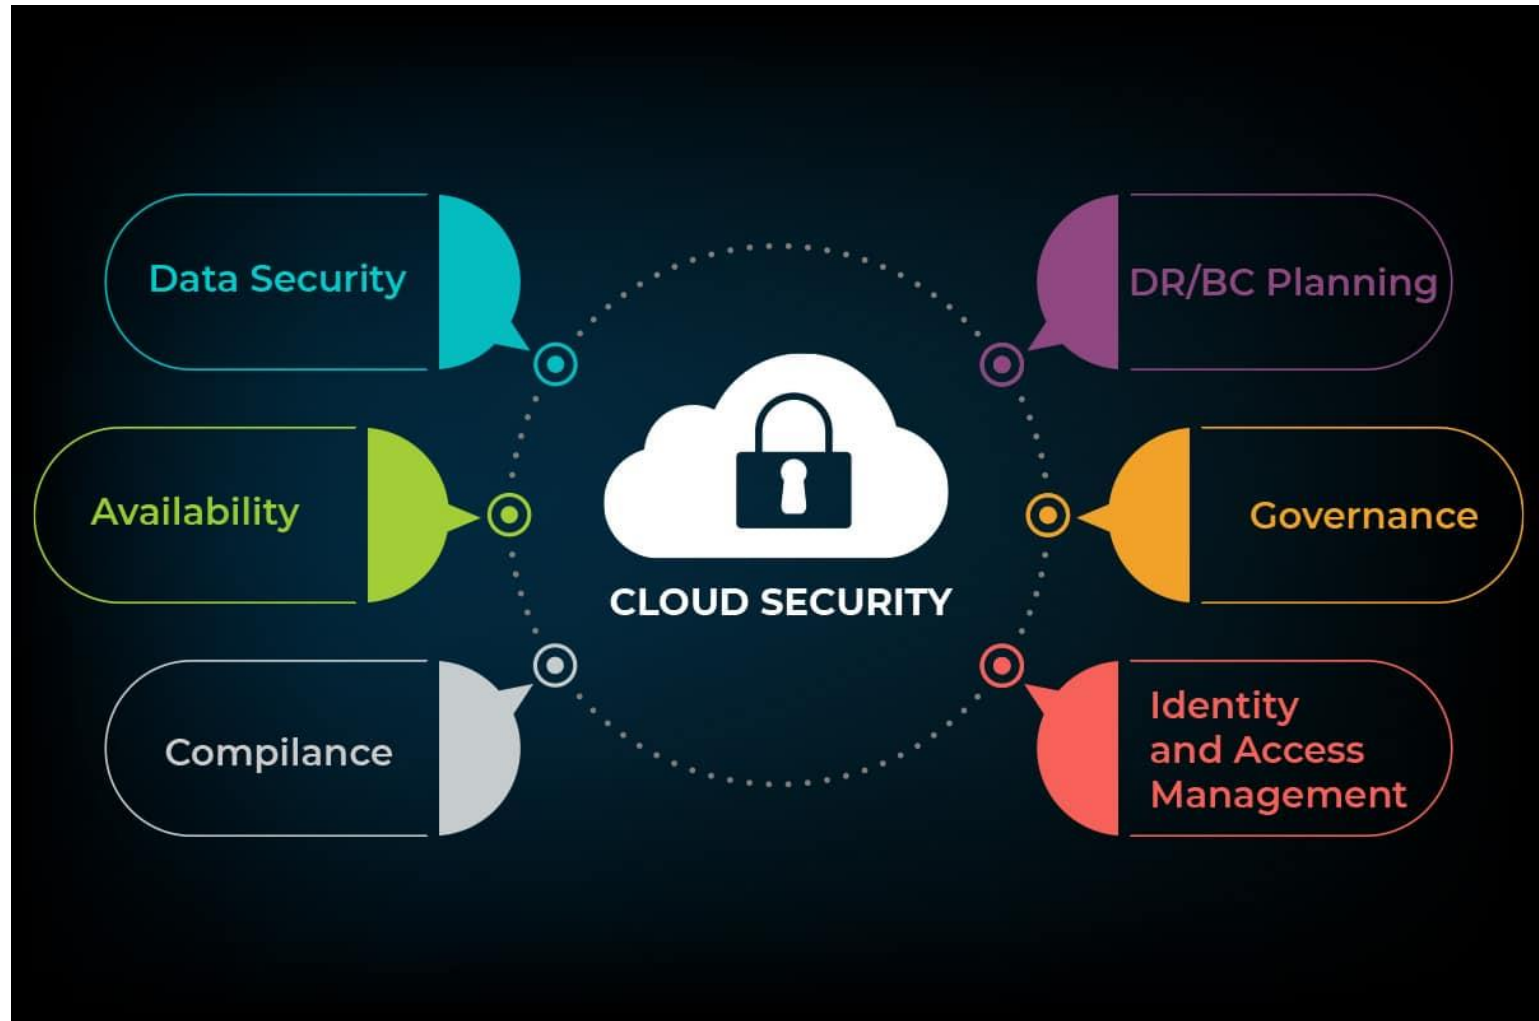 Data Security
DR/BC Planning
Availability
Governance
CLOUD SECURITY
Compilance
Identity
and Access
Management